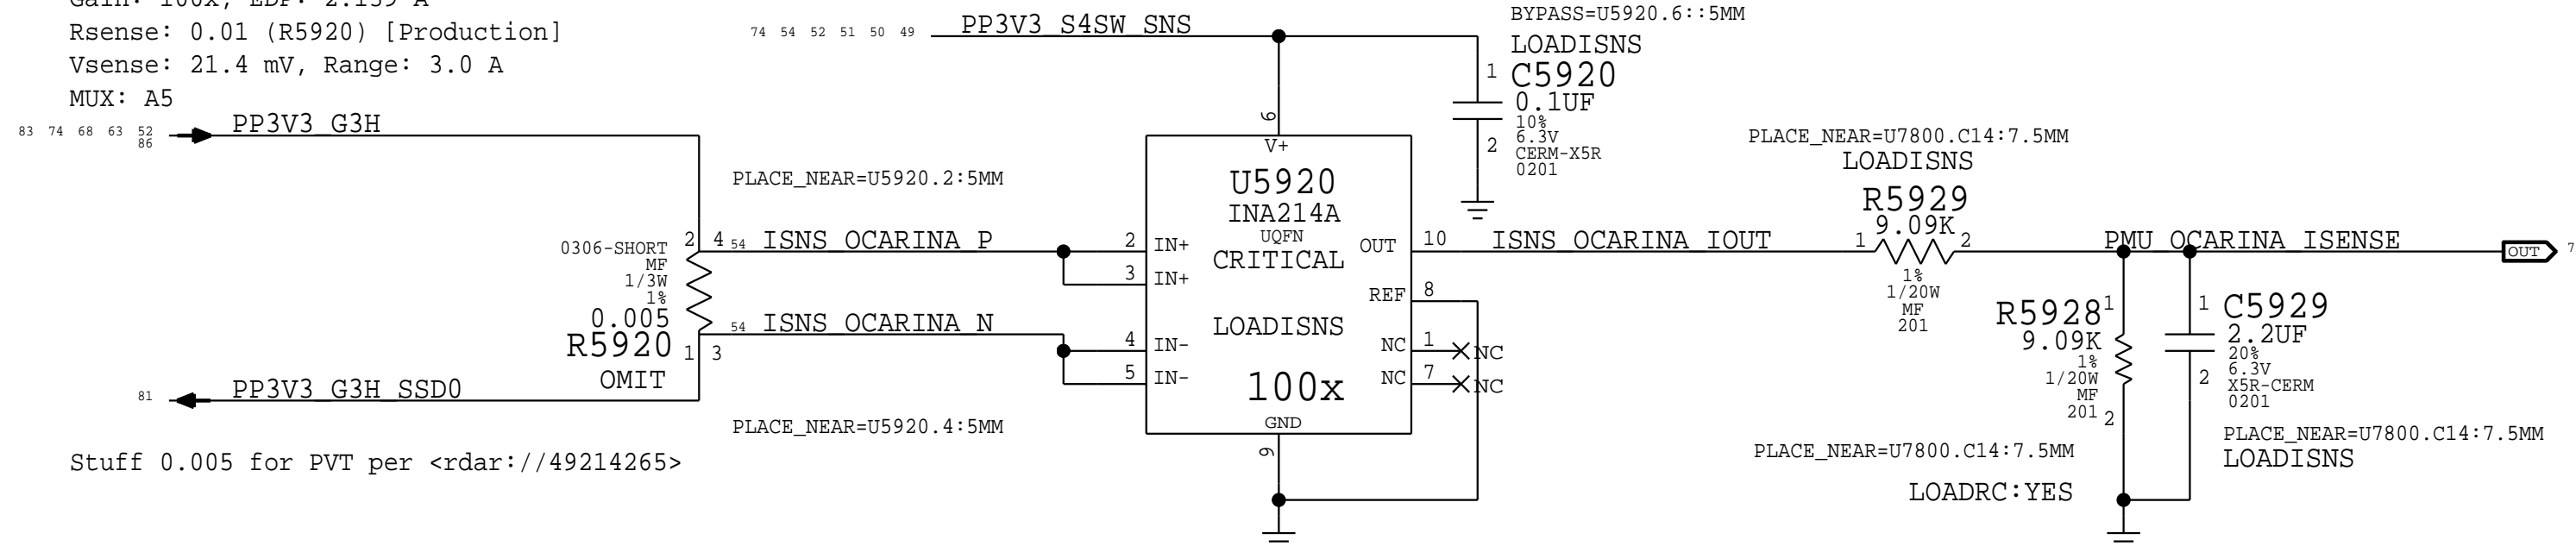 Gain: 100x, EDP: 2.139 A
Rsense: 0.01 (R5920) [Production]
Vsense: 21.4 mV, Range: 3.0 A
MUX: A5
83 74 68 63 52
86
PP3V3_G3H
74 54 52 51 50 49
PP3V3_S4SW_SNS
BYPASS=U5920.6::5MM
LOADISNS
1
C5920
0.1UF
10%
6.3V
2
CERM-X5R
0201
PLACE_NEAR=U5920.2:5MM
0306-SHORT
MF
1/3W
1%
0.005
R5920
OMIT
2 4
1 3
54 ISNS_OCARINA_P
54 ISNS_OCARINA_N
81
PP3V3_G3H_SSD0
PLACE_NEAR=U5920.4:5MM
Stuff 0.005 for PVT per <rdar://49214265>
6
V+
U5920
INA214A
UQFN
CRITICAL
LOADISNS
100x
GND
9
2 IN+
3 IN+
4 IN-
5 IN-
OUT 10
REF 8
NC 1 NC
NC 7 NC
ISNS_OCARINA_IOUT
PLACE_NEAR=U7800.C14:7.5MM
LOADISNS
R5929
9.09K
1 2
1%
1/20W
MF
201
PMU_OCARINA_ISENSE
OUT
7
R5928
1
9.09K
1%
1/20W
MF
201
2
1
C5929
2.2UF
20%
6.3V
2
X5R-CERM
0201
PLACE_NEAR=U7800.C14:7.5MM
LOADISNS
PLACE_NEAR=U7800.C14:7.5MM
LOADRC:YES